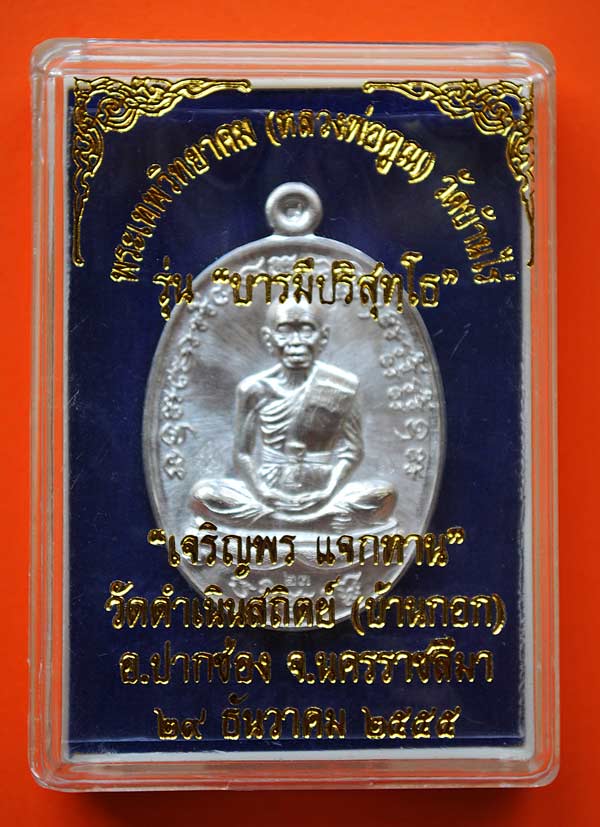 พระเทพวิทยาคม (หลวงพ่อคูณ) วัดบ้านไร่
รุ่น "บารมีปริสุทฺโธ"
๒๓
"เจริญพร แจกทาน"
วัดดำเนินสถิตย์ (บ้านกอก)
อ.ปากช่อง จ.นครราชสีมา
๒๙ ธันวาคม ๒๕๕๕